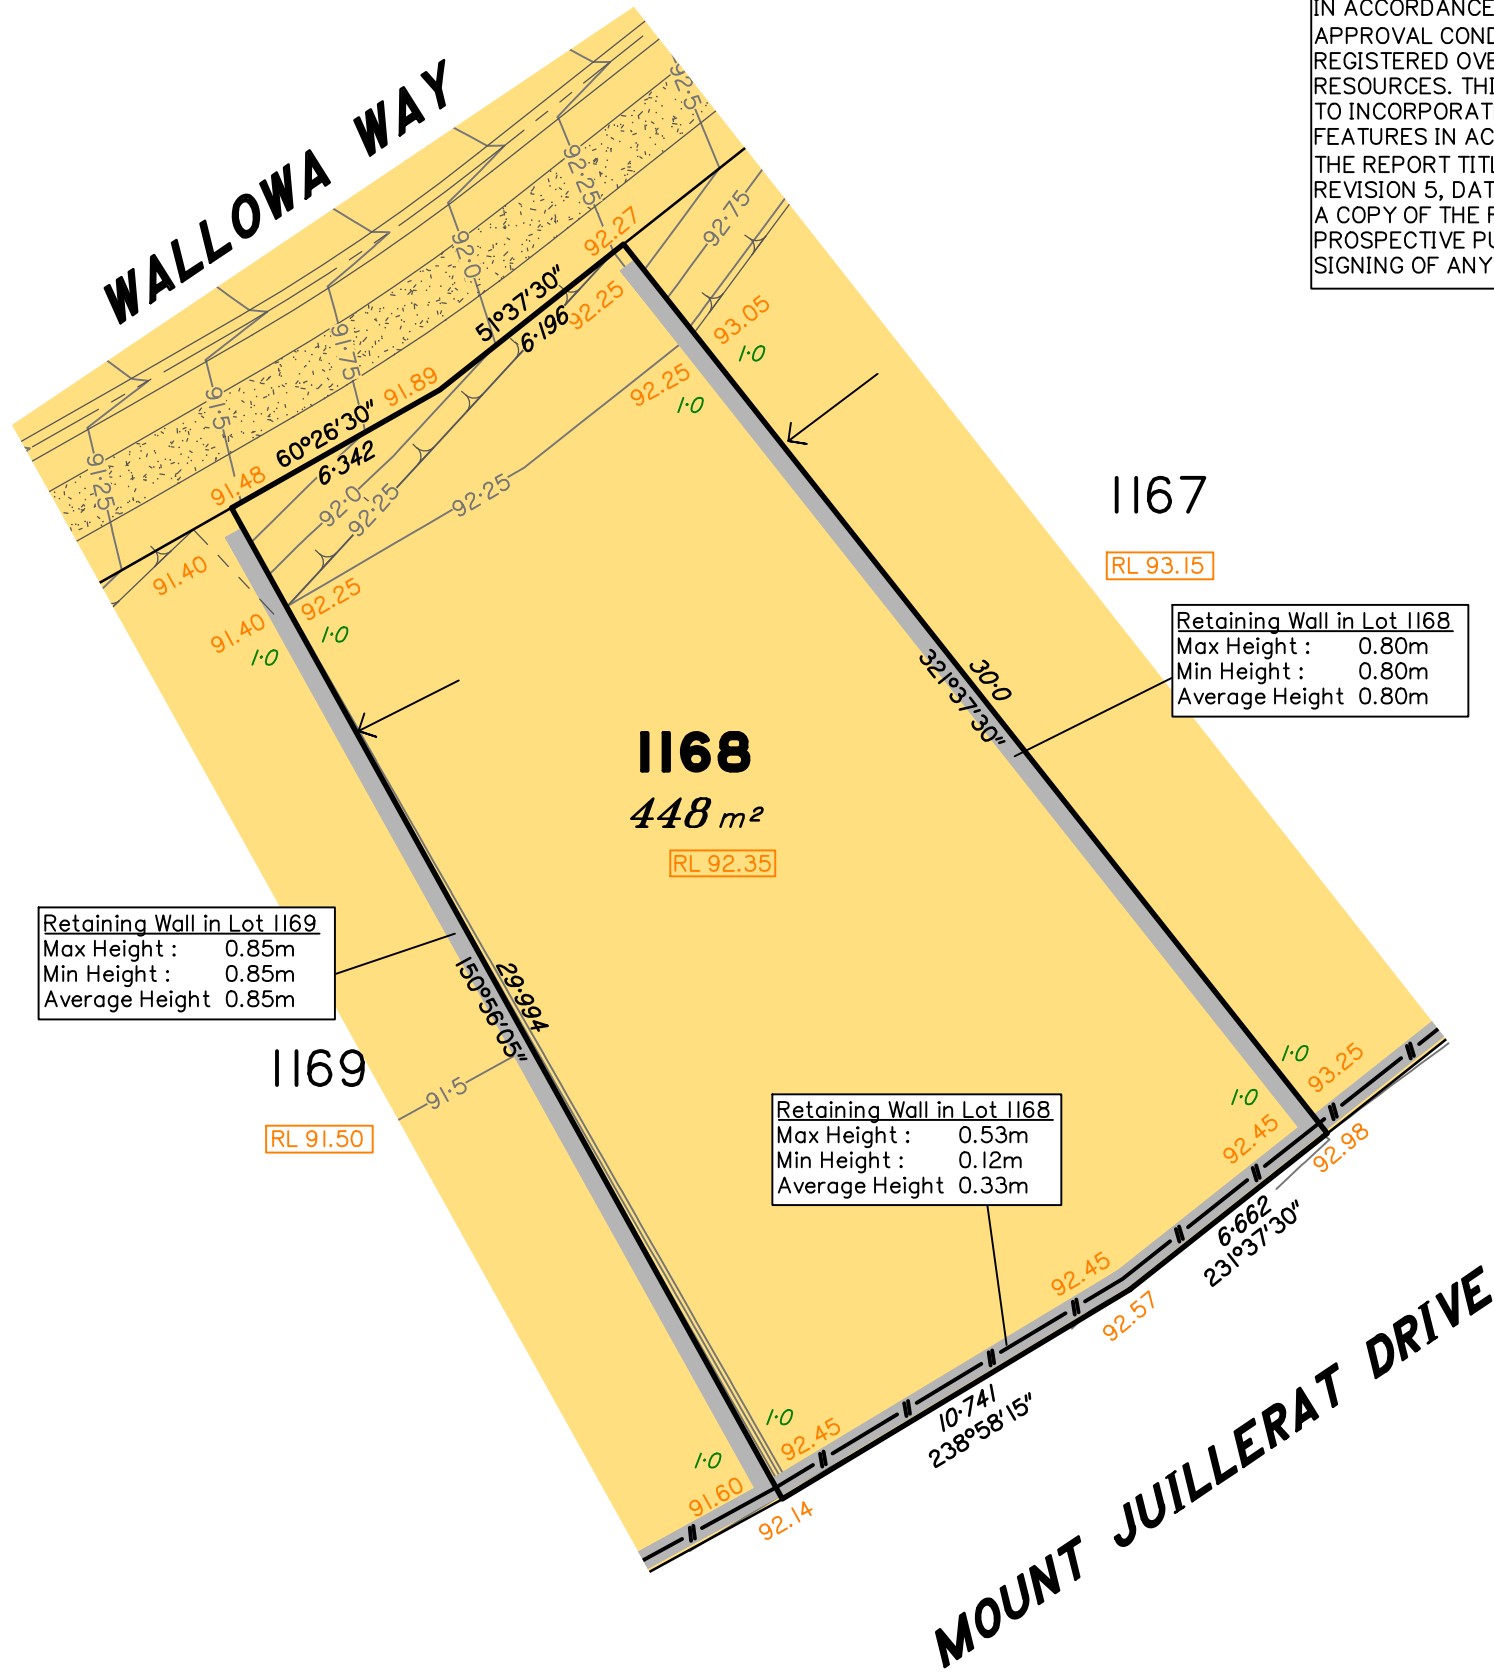 IN ACCORDANCE
APPROVAL COND
REGISTERED OVE
RESOURCES. THI
TO INCORPORAT
FEATURES IN AC
THE REPORT TITL
REVISION 5, DAT
A COPY OF THE F
PROSPECTIVE PU
SIGNING OF ANY
WALLOWA WAY
92·5
92·25
92·0
91·75
91·5
91·25
92·75
92.27
51°37'30"
6·196
92.25
91.89
60°26'30"
6·342
91.48
93.05
1·0
92.25
1·0
92·0
92·25
92·25
91.40
91.40
1·0
92.25
1·0
1167
RL 93.15
Retaining Wall in Lot 1168
Max Height : 0.80m
Min Height : 0.80m
Average Height 0.80m
30·0
321°37'30"
1168
448 m²
RL 92.35
Retaining Wall in Lot 1169
Max Height : 0.85m
Min Height : 0.85m
Average Height 0.85m
29·994
150°56'05"
1169
91·5
RL 91.50
Retaining Wall in Lot 1168
Max Height : 0.53m
Min Height : 0.12m
Average Height 0.33m
1·0
93.25
1·0
92.45
92.98
6·662
231°37'30"
92.45
92.57
10·741
238°58'15"
1·0
92.45
1·0
91.60
92.14
MOUNT JUILLERAT DRIVE